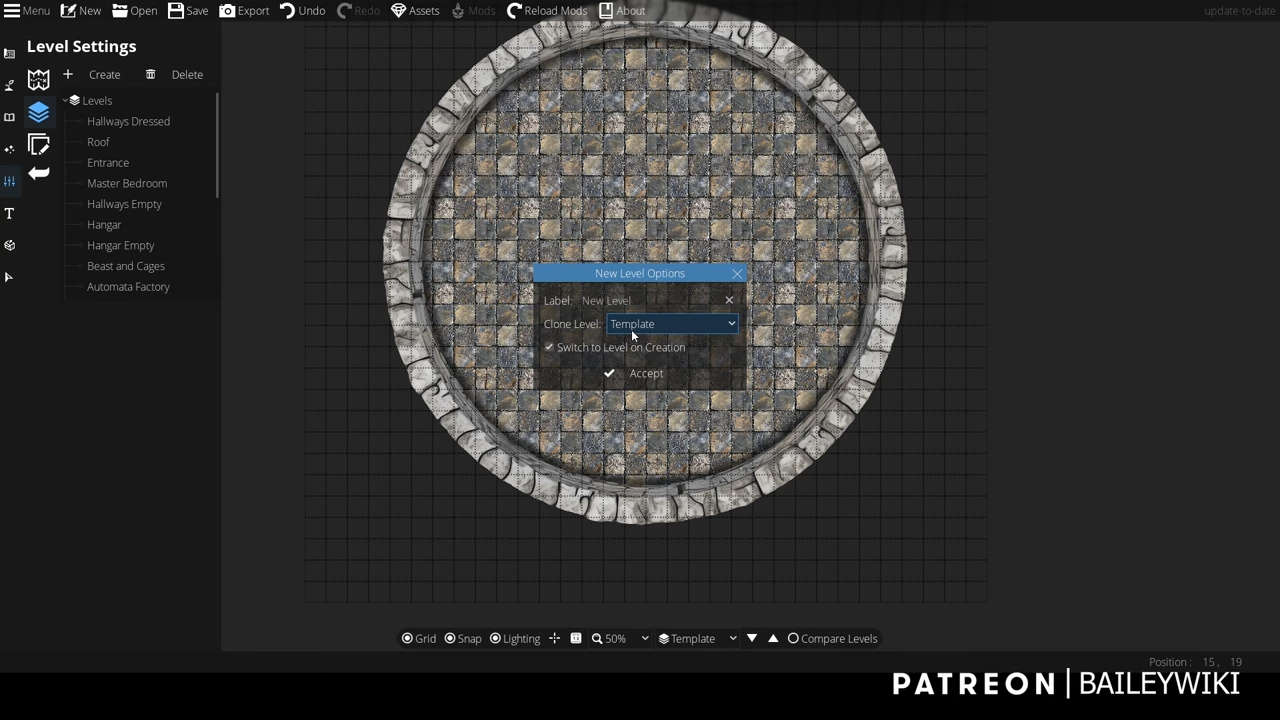 Menu New Open Save Export Undo Redo Assets Mods Reload Mods About update-to-date
Level Settings
Create Delete
Levels
Hallways Dressed
Roof
Entrance
Master Bedroom
Hallways Empty
Hangar
Hangar Empty
Beast and Cages
Automata Factory
New Level Options
Label: New Level
Clone Level: Template
Switch to Level on Creation
Accept
Grid Snap Lighting 50% Template Compare Levels
Position : 15 , 19
PATREON | BAILEYWIKI